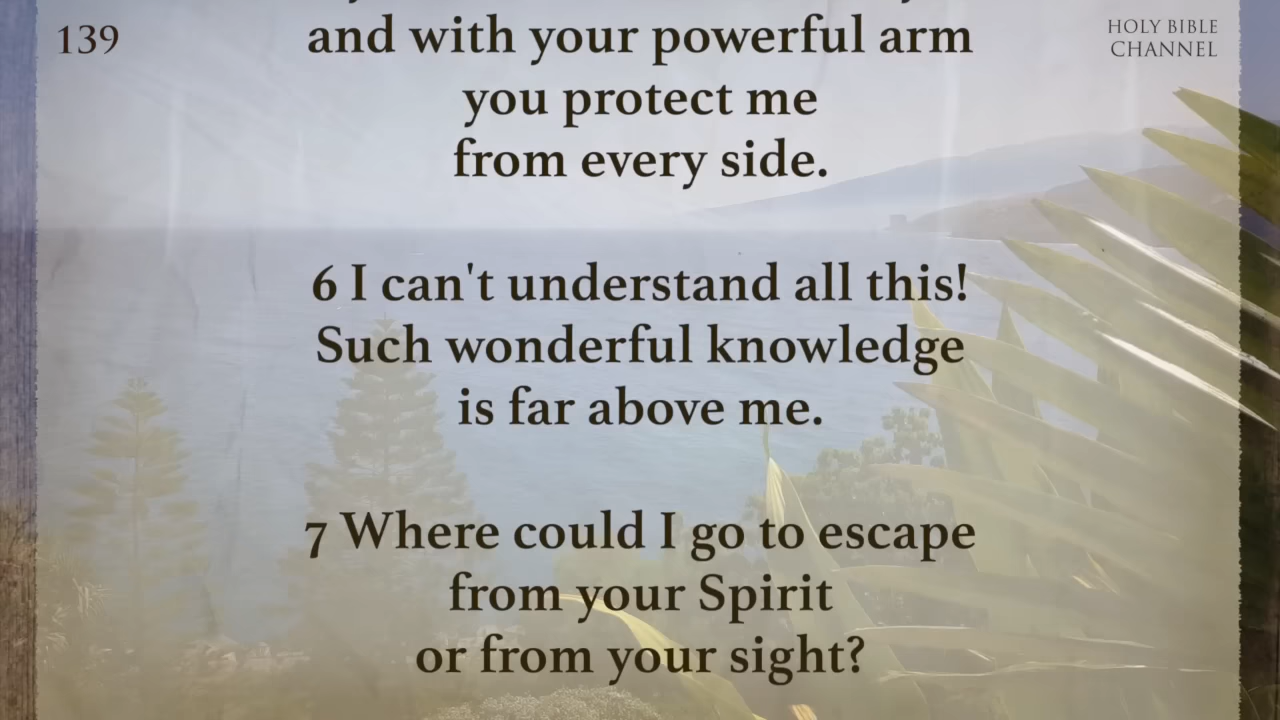 139
HOLY BIBLE
CHANNEL
and with your powerful arm
you protect me
from every side.
6 I can't understand all this!
Such wonderful knowledge
is far above me.
7 Where could I go to escape
from your Spirit
or from your sight?